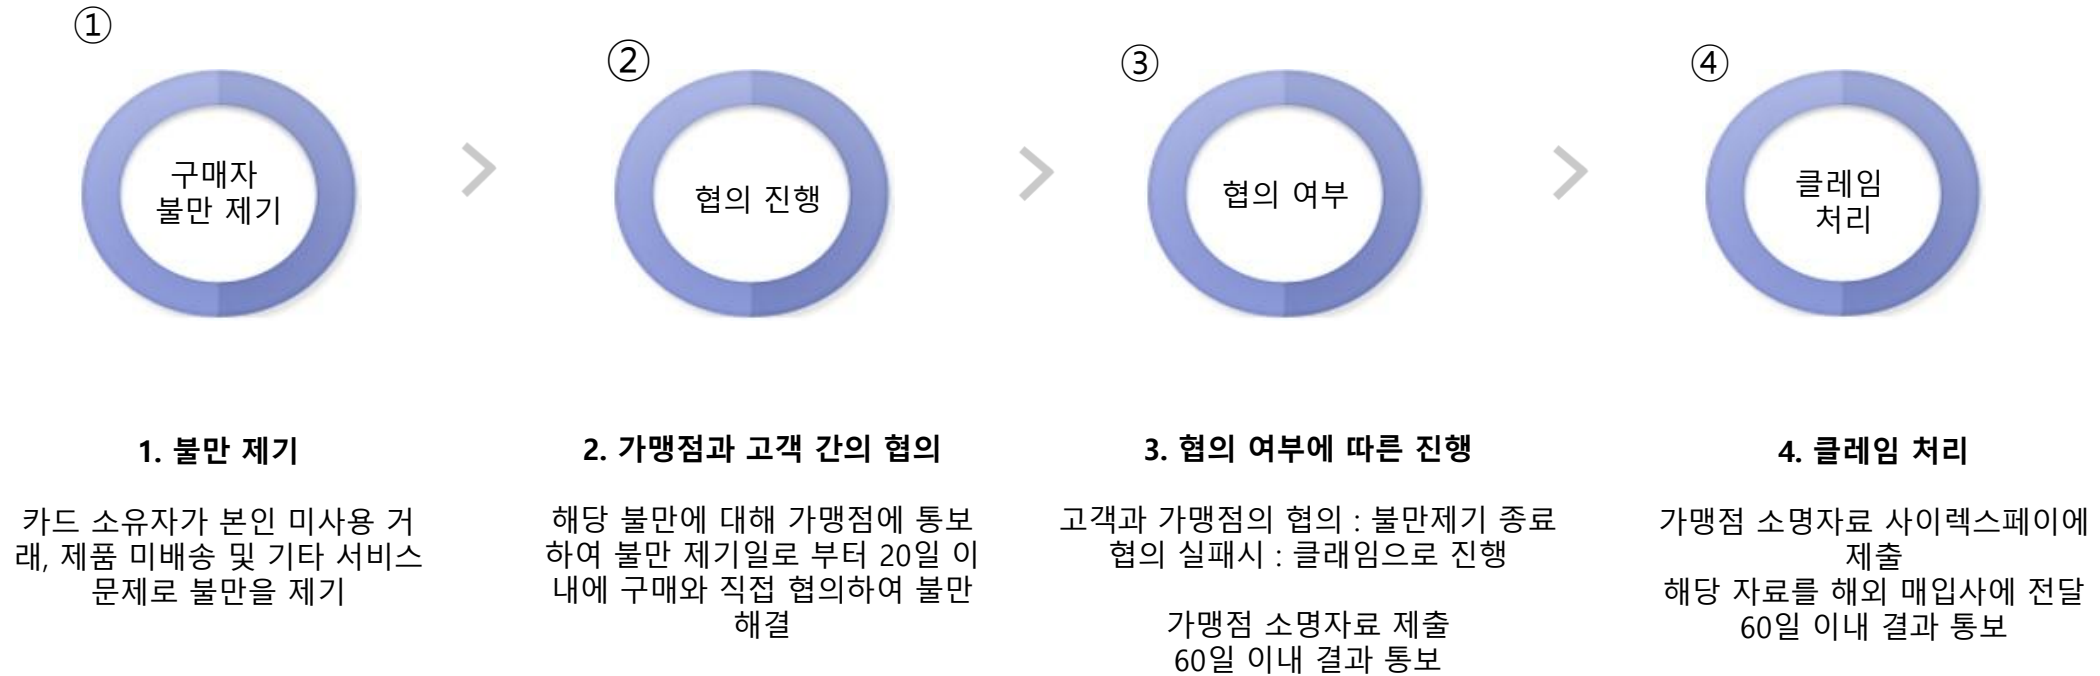 ①
구매자
불만 제기
②
협의 진행
③
협의 여부
④
클레임
처리
1. 불만 제기
카드 소유자가 본인 미사용 거
래, 제품 미배송 및 기타 서비스
문제로 불만을 제기
2. 가맹점과 고객 간의 협의
해당 불만에 대해 가맹점에 통보
하여 불만 제기일로 부터 20일 이
내에 구매와 직접 협의하여 불만
해결
3. 협의 여부에 따른 진행
고객과 가맹점의 협의 : 불만제기 종료
협의 실패시 : 클래임으로 진행
가맹점 소명자료 제출
60일 이내 결과 통보
4. 클레임 처리
가맹점 소명자료 사이렉스페이에
제출
해당 자료를 해외 매입사에 전달
60일 이내 결과 통보